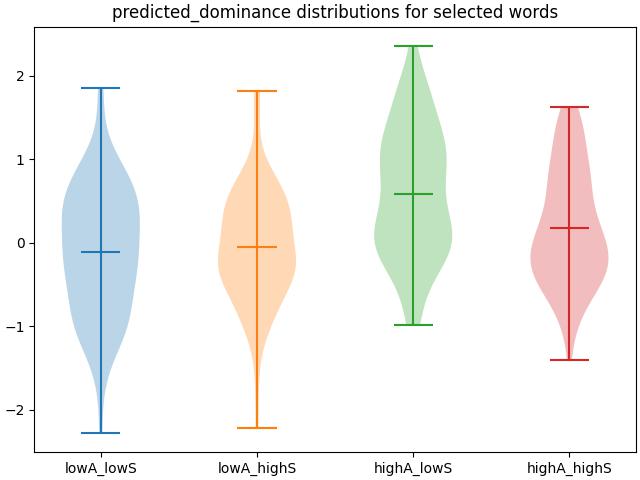 predicted_dominance distributions for selected words
2
1
0
−1
−2
lowA_lowS lowA_highS highA_lowS highA_highS